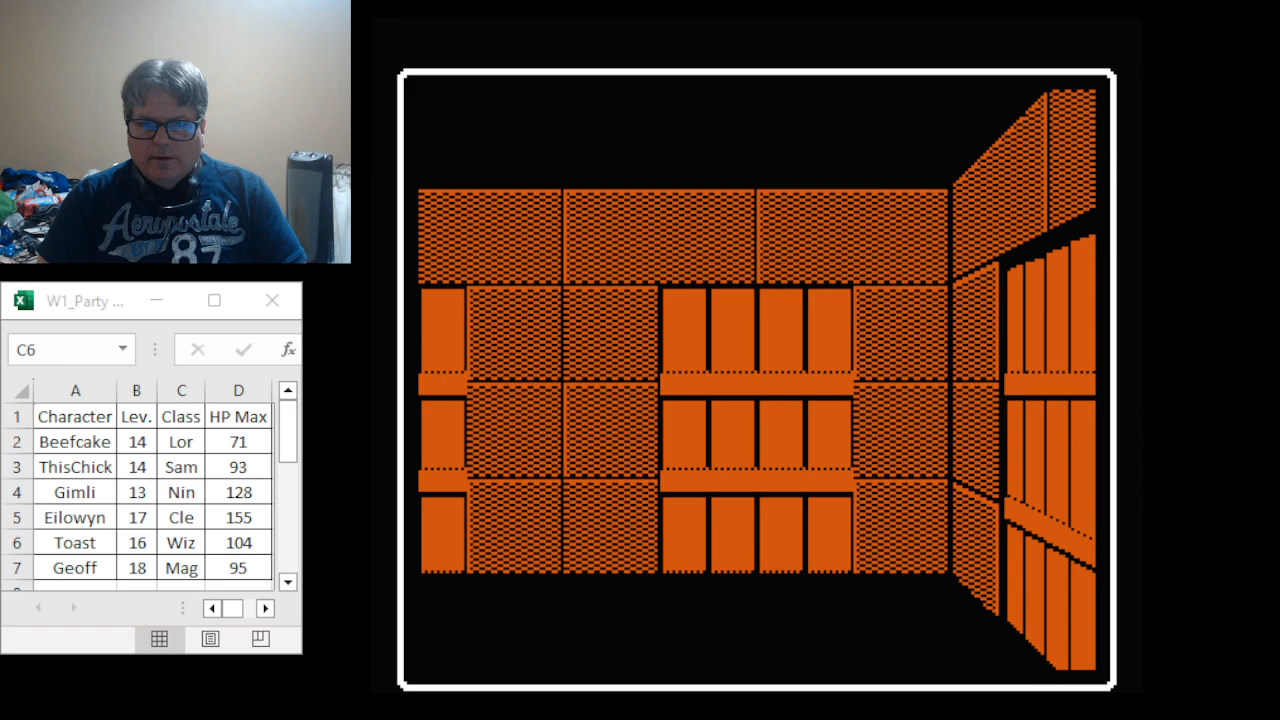 Aéropostale
87
W1_Party ...
C6
fx
A B C D
1 Character Lev. Class HP Max
2 Beefcake 14 Lor 71
3 ThisChick 14 Sam 93
4 Gimli 13 Nin 128
5 Eilowyn 17 Cle 155
6 Toast 16 Wiz 104
7 Geoff 18 Mag 95